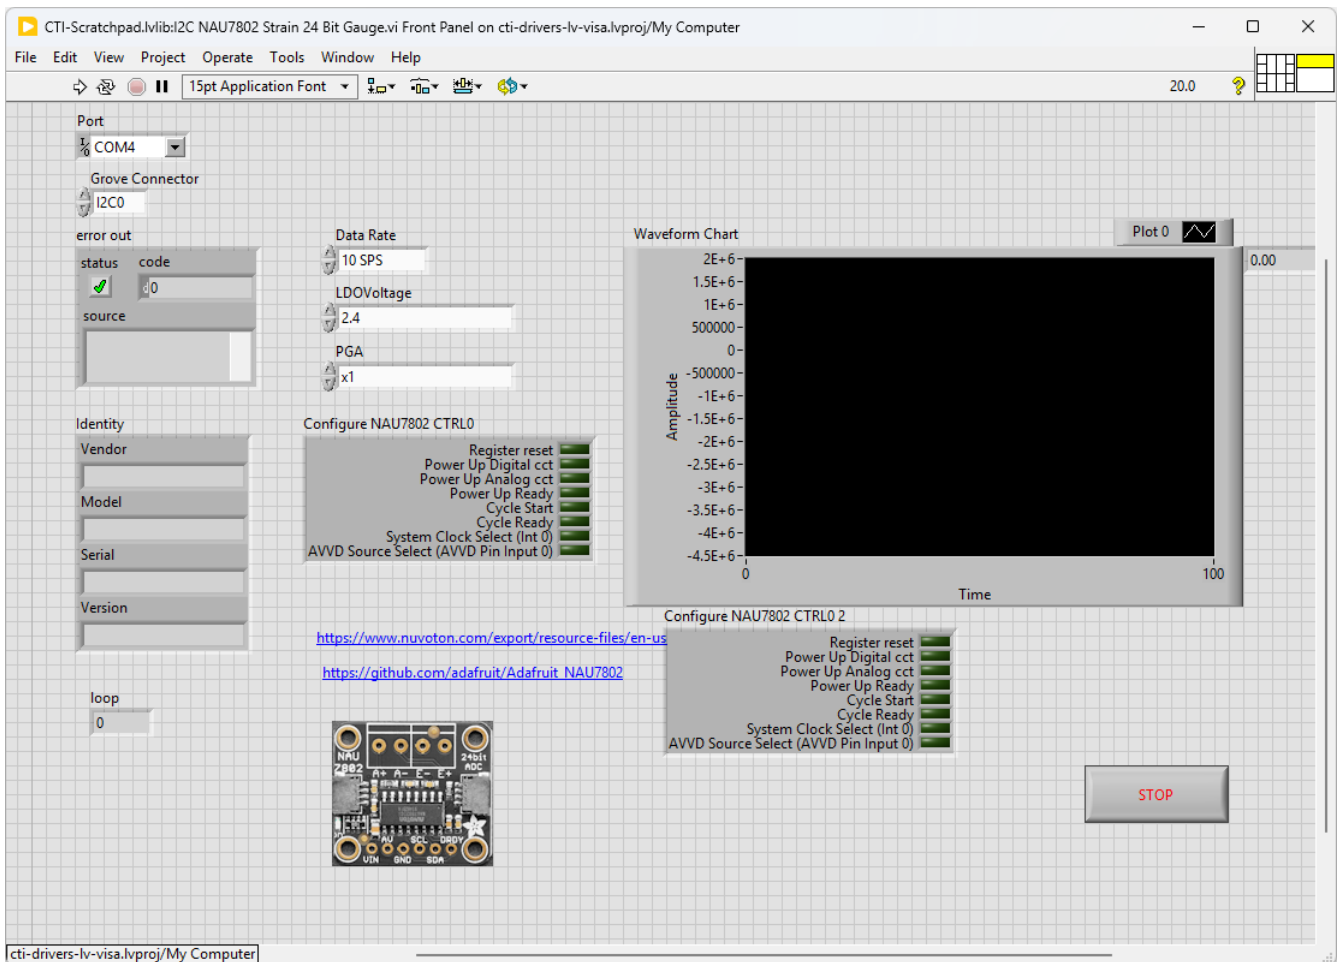 CTI-Scratchpad.lvlib:I2C NAU7802 Strain 24 Bit Gauge.vi Front Panel on cti-drivers-lv-visa.lvproj/My Computer
File Edit View Project Operate Tools Window Help
15pt Application Font
20.0
Port
COM4
Grove Connector
I2C0
error out
status code
d0
source
Data Rate
10 SPS
LDOVoltage
2.4
PGA
x1
Waveform Chart
Plot 0
0.00
2E+6
1.5E+6
1E+6
500000
0
-500000
-1E+6
-1.5E+6
-2E+6
-2.5E+6
-3E+6
-3.5E+6
-4E+6
-4.5E+6
Amplitude
0 100
Time
Identity
Vendor
Model
Serial
Version
Configure NAU7802 CTRL0
Register reset
Power Up Digital cct
Power Up Analog cct
Power Up Ready
Cycle Start
Cycle Ready
System Clock Select (Int 0)
AVVD Source Select (AVVD Pin Input 0)
https://www.nuvoton.com/export/resource-files/en-us
https://github.com/adafruit/Adafruit_NAU7802
Configure NAU7802 CTRL0 2
Register reset
Power Up Digital cct
Power Up Analog cct
Power Up Ready
Cycle Start
Cycle Ready
System Clock Select (Int 0)
AVVD Source Select (AVVD Pin Input 0)
loop
0
NAU
7802
24bit
ADC
A+ A- E- E+
AV SCL DRDY
VIN GND SDA
STOP
cti-drivers-lv-visa.lvproj/My Computer